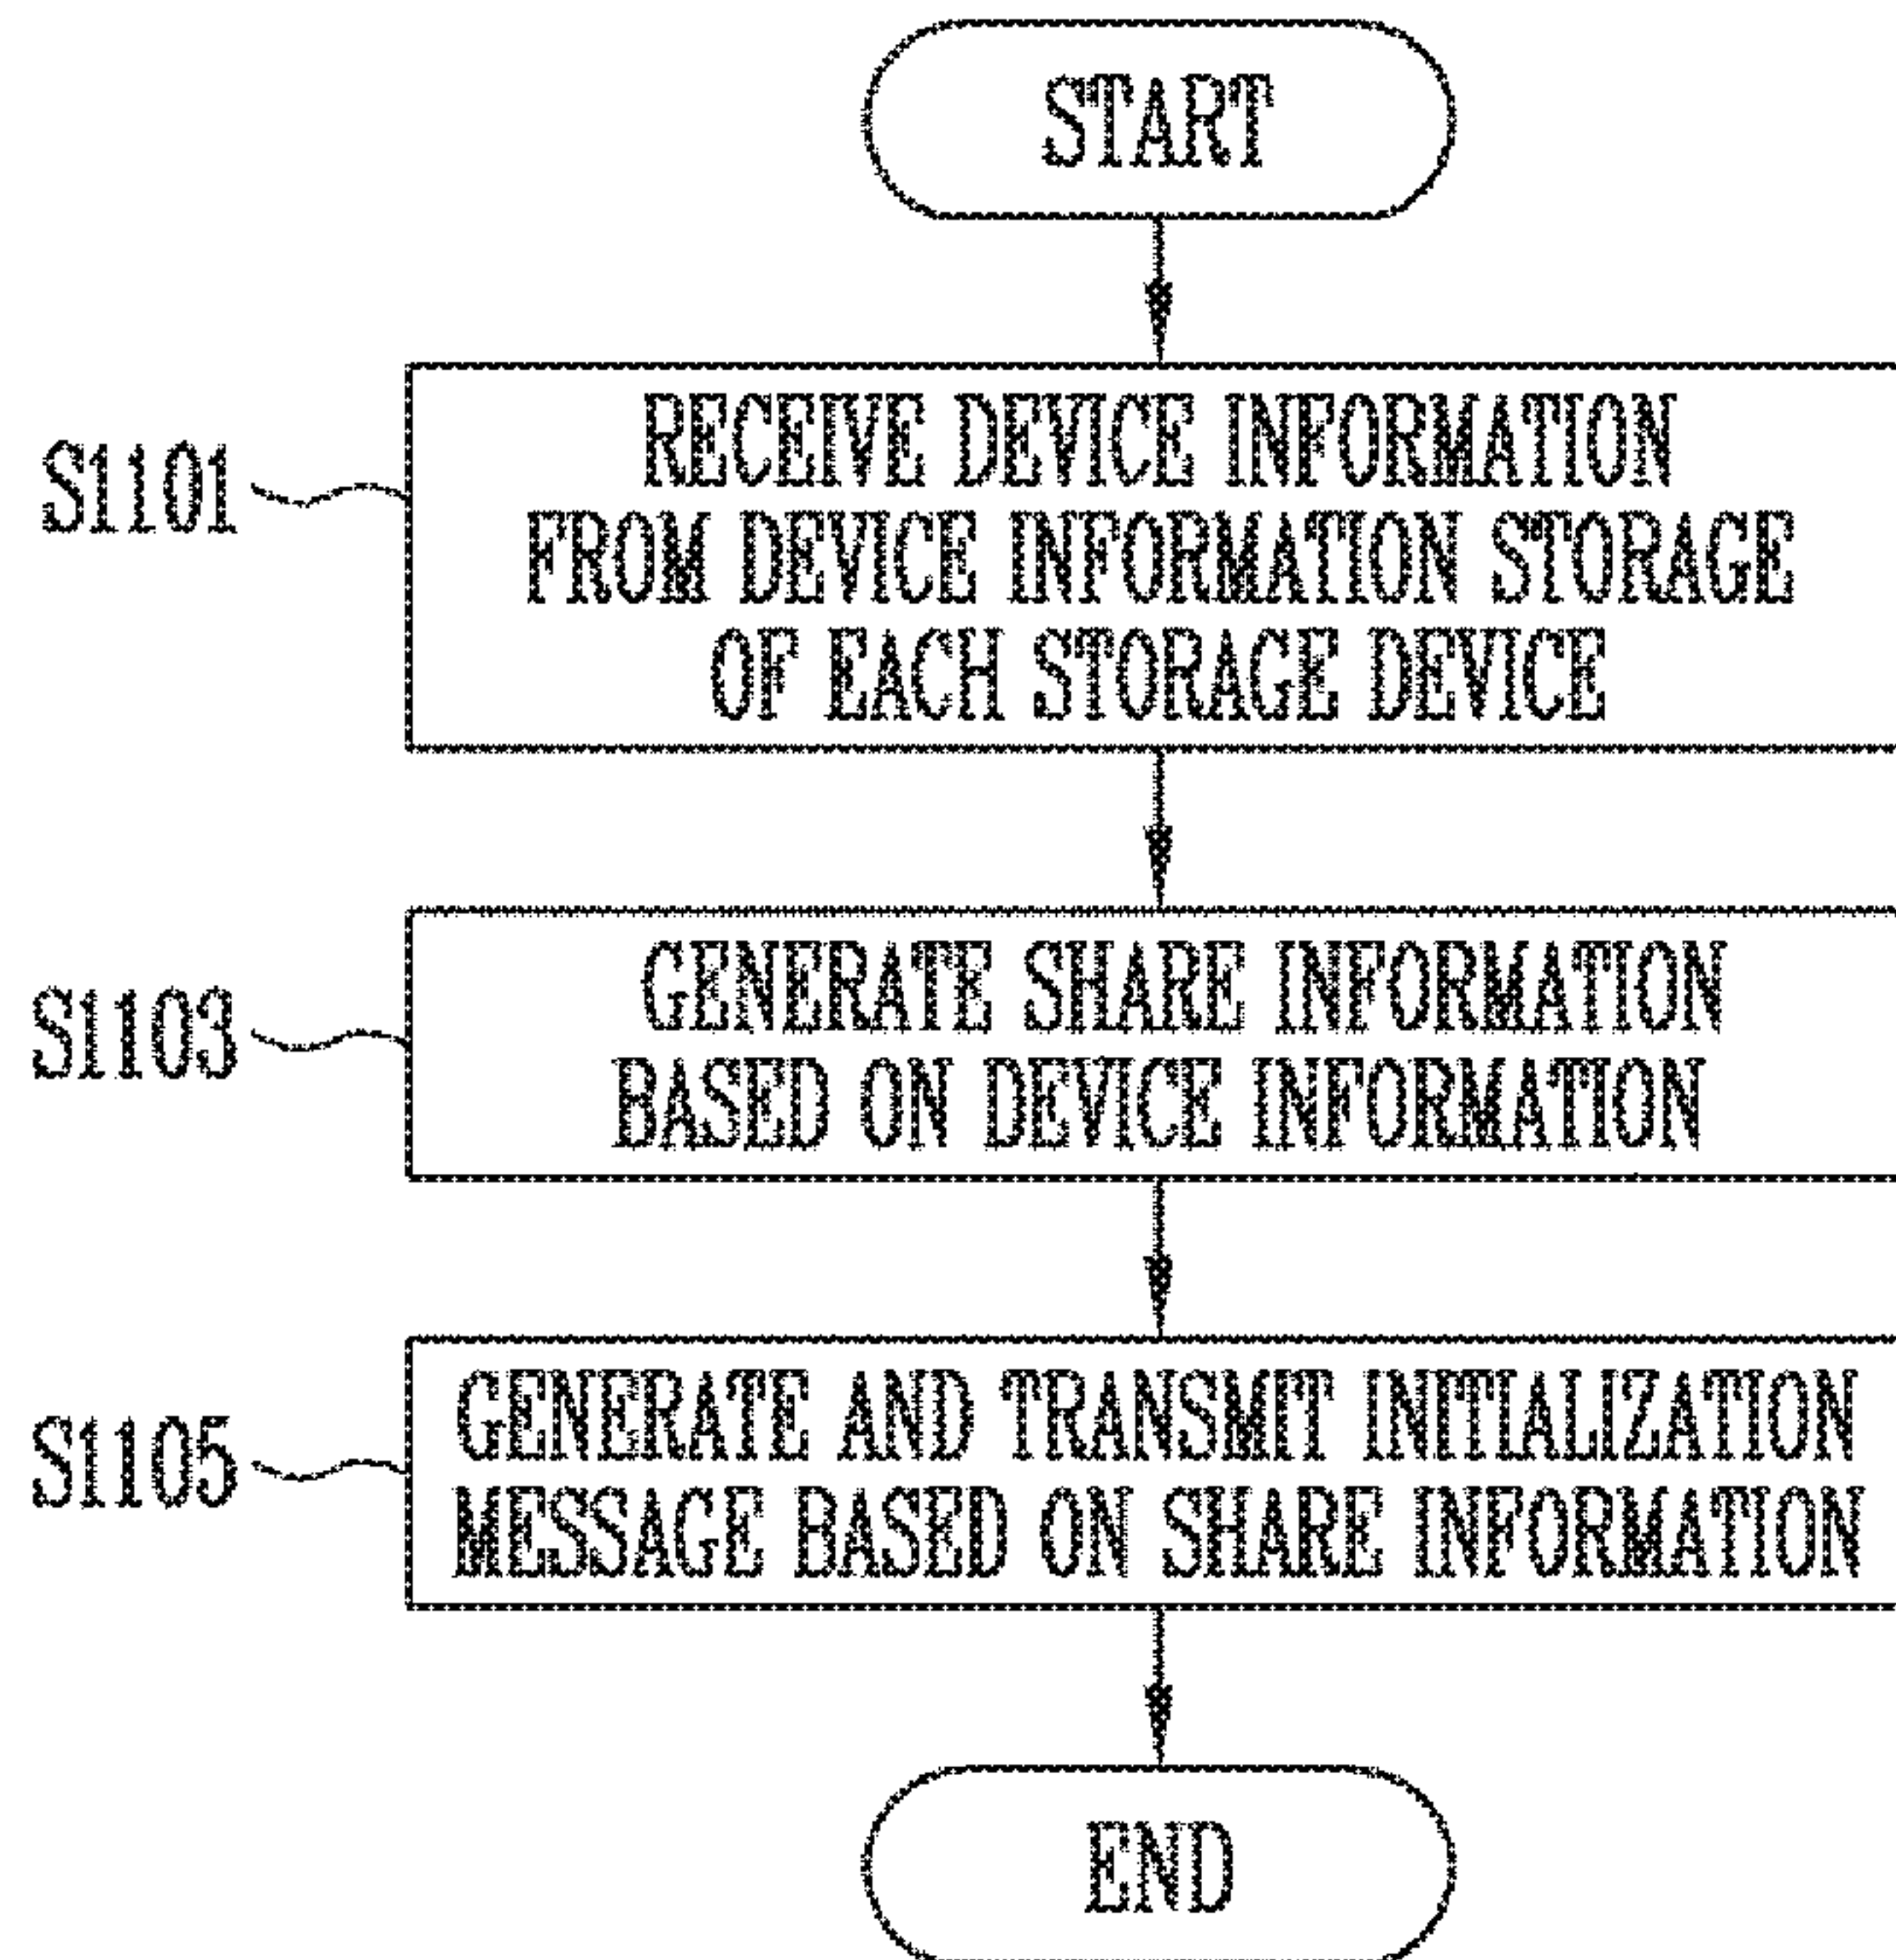 START
S1101
RECEIVE DEVICE INFORMATION
FROM DEVICE INFORMATION STORAGE
OF EACH STORAGE DEVICE
S1103
GENERATE SHARE INFORMATION
BASED ON DEVICE INFORMATION
S1105
GENERATE AND TRANSMIT INITIALIZATION
MESSAGE BASED ON SHARE INFORMATION
END